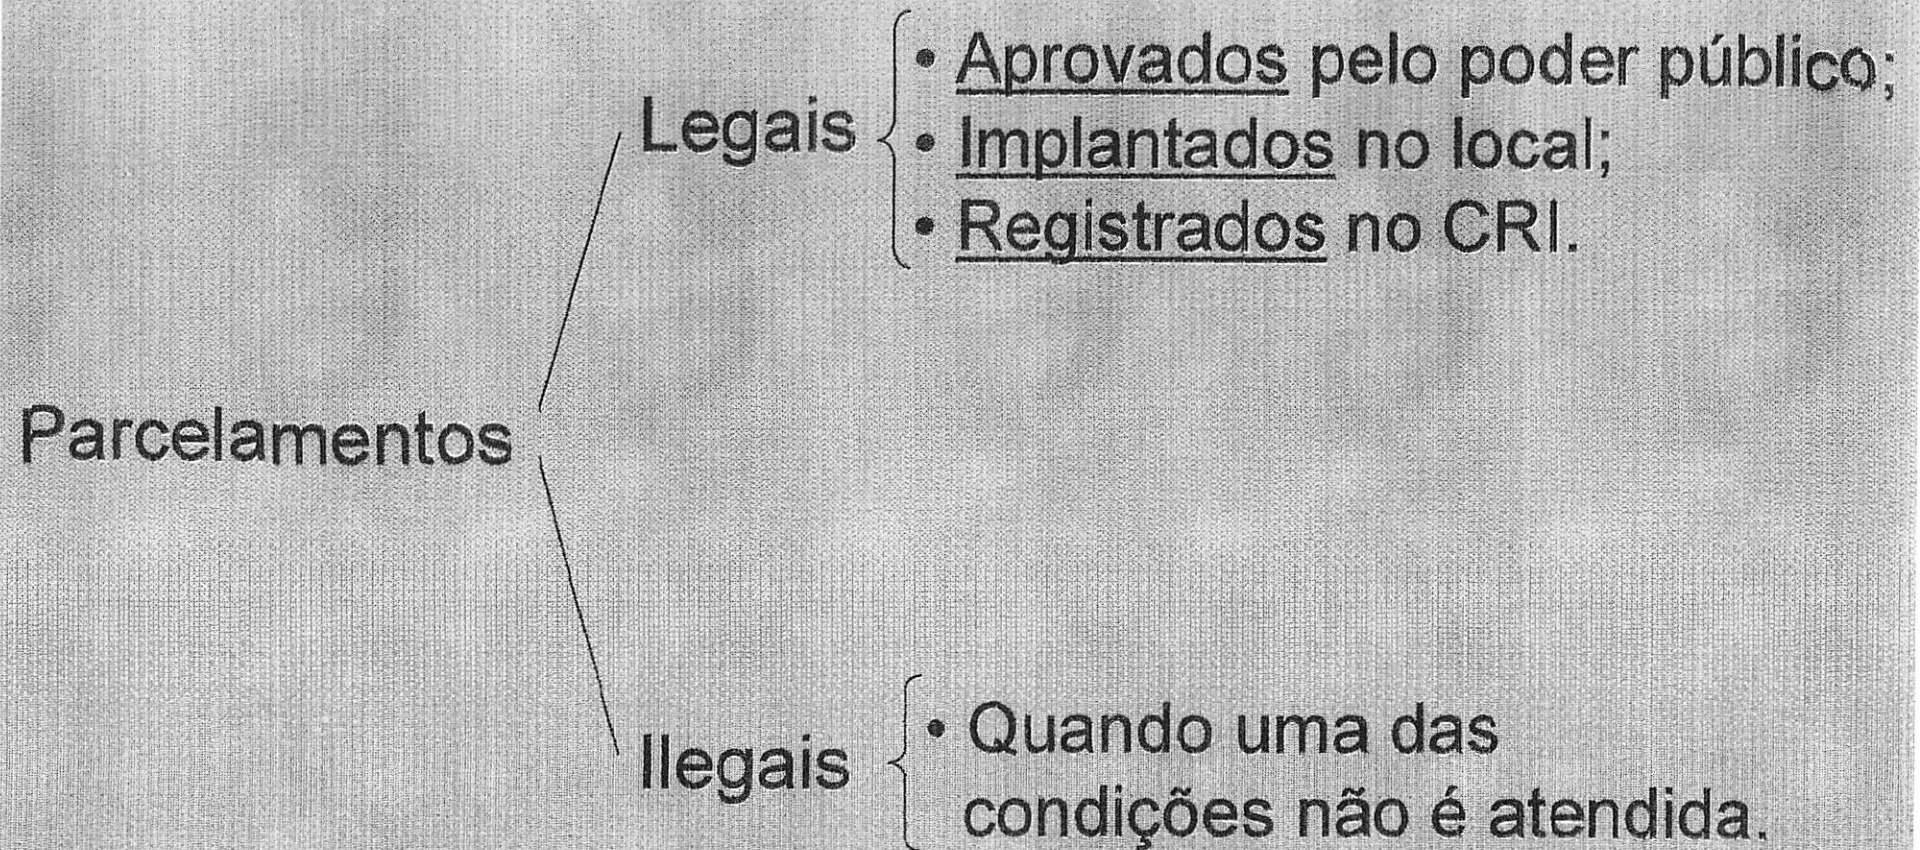 Parcelamentos
Legais
• Aprovados pelo poder público;
• Implantados no local;
• Registrados no CRI.
Ilegais
• Quando uma das
condições não é atendida.